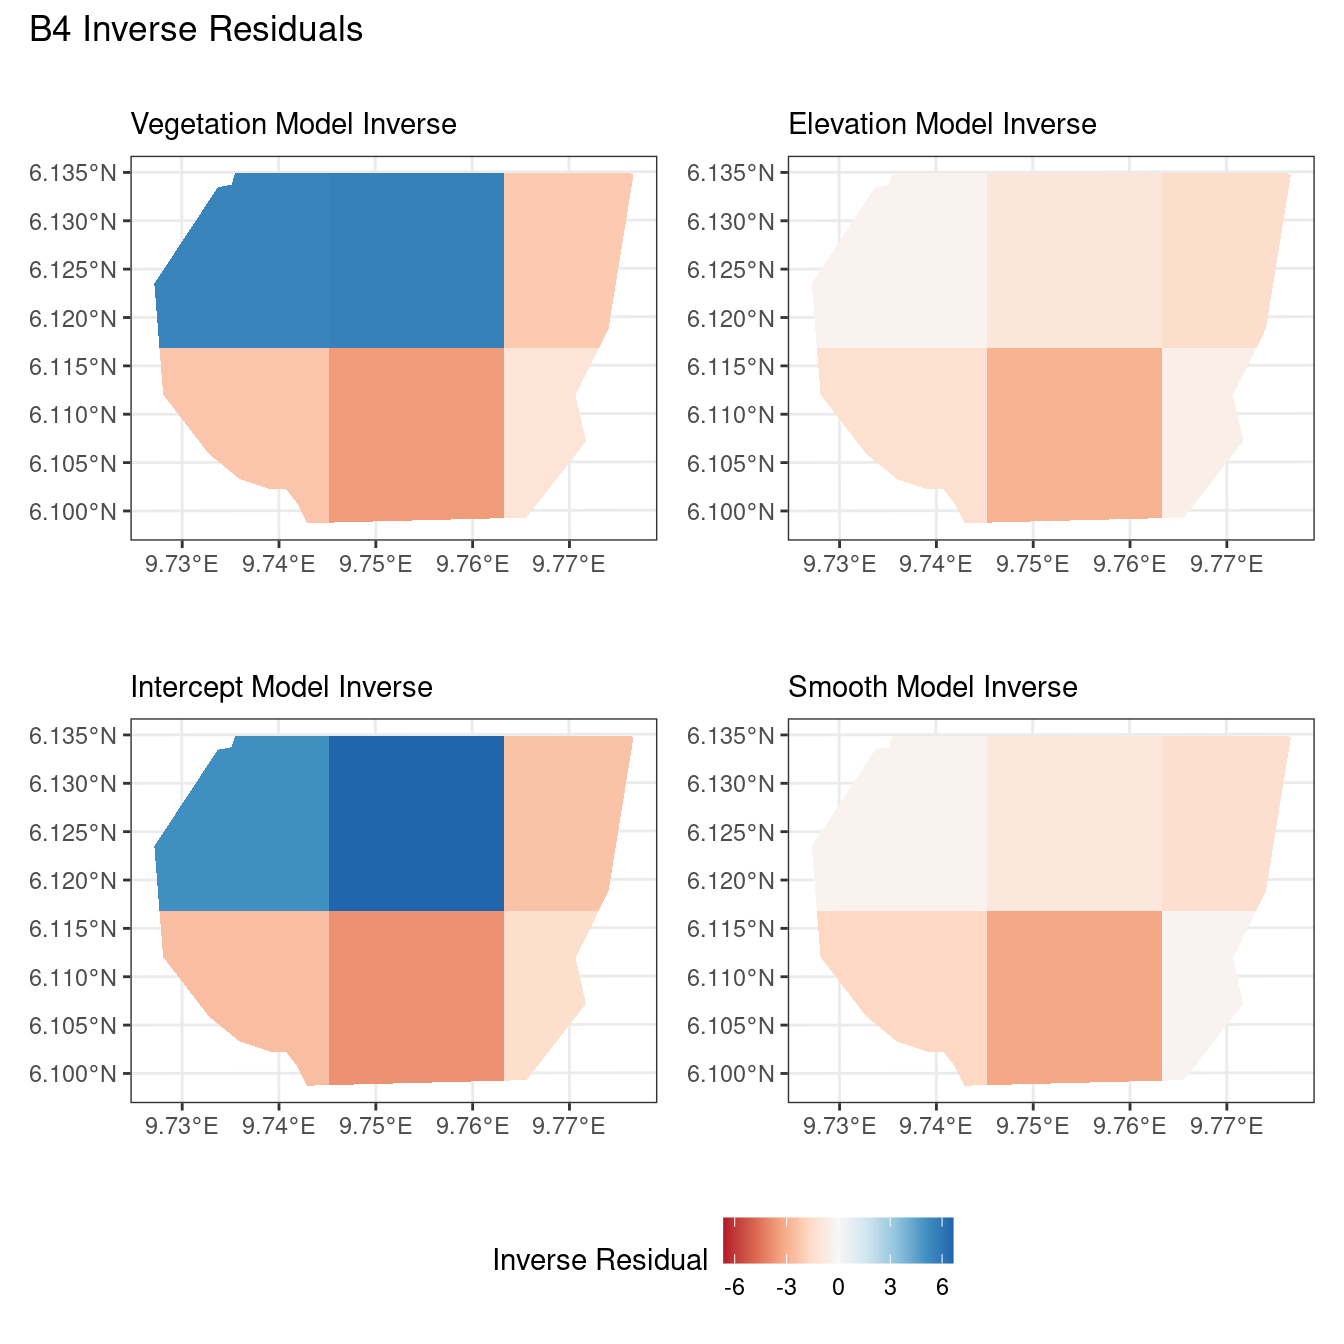 B4 Inverse Residuals
Vegetation Model Inverse
6.135°N
6.130°N
6.125°N
6.120°N
6.115°N
6.110°N
6.105°N
6.100°N
9.73°E 9.74°E 9.75°E 9.76°E 9.77°E
Elevation Model Inverse
6.135°N
6.130°N
6.125°N
6.120°N
6.115°N
6.110°N
6.105°N
6.100°N
9.73°E 9.74°E 9.75°E 9.76°E 9.77°E
Intercept Model Inverse
6.135°N
6.130°N
6.125°N
6.120°N
6.115°N
6.110°N
6.105°N
6.100°N
9.73°E 9.74°E 9.75°E 9.76°E 9.77°E
Smooth Model Inverse
6.135°N
6.130°N
6.125°N
6.120°N
6.115°N
6.110°N
6.105°N
6.100°N
9.73°E 9.74°E 9.75°E 9.76°E 9.77°E
Inverse Residual
-6 -3 0 3 6